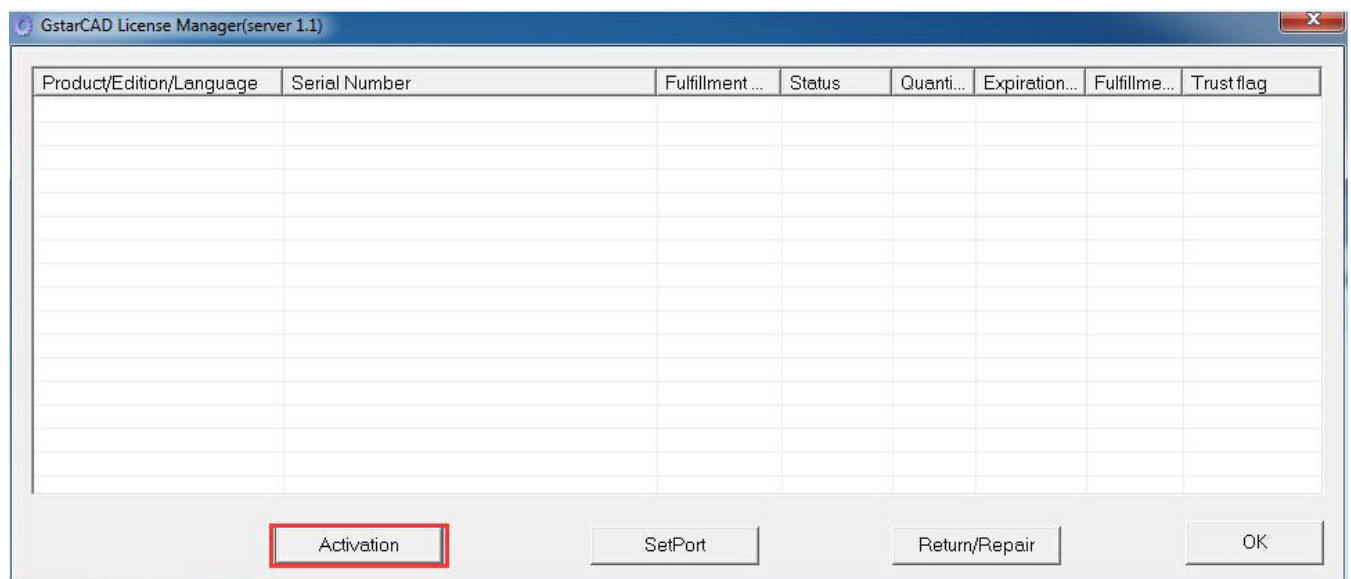 GstarCAD License Manager(server 1.1)
Product/Edition/Language Serial Number Fulfillment ... Status Quanti... Expiration... Fulfillme... Trust flag
Activation SetPort Return/Repair OK